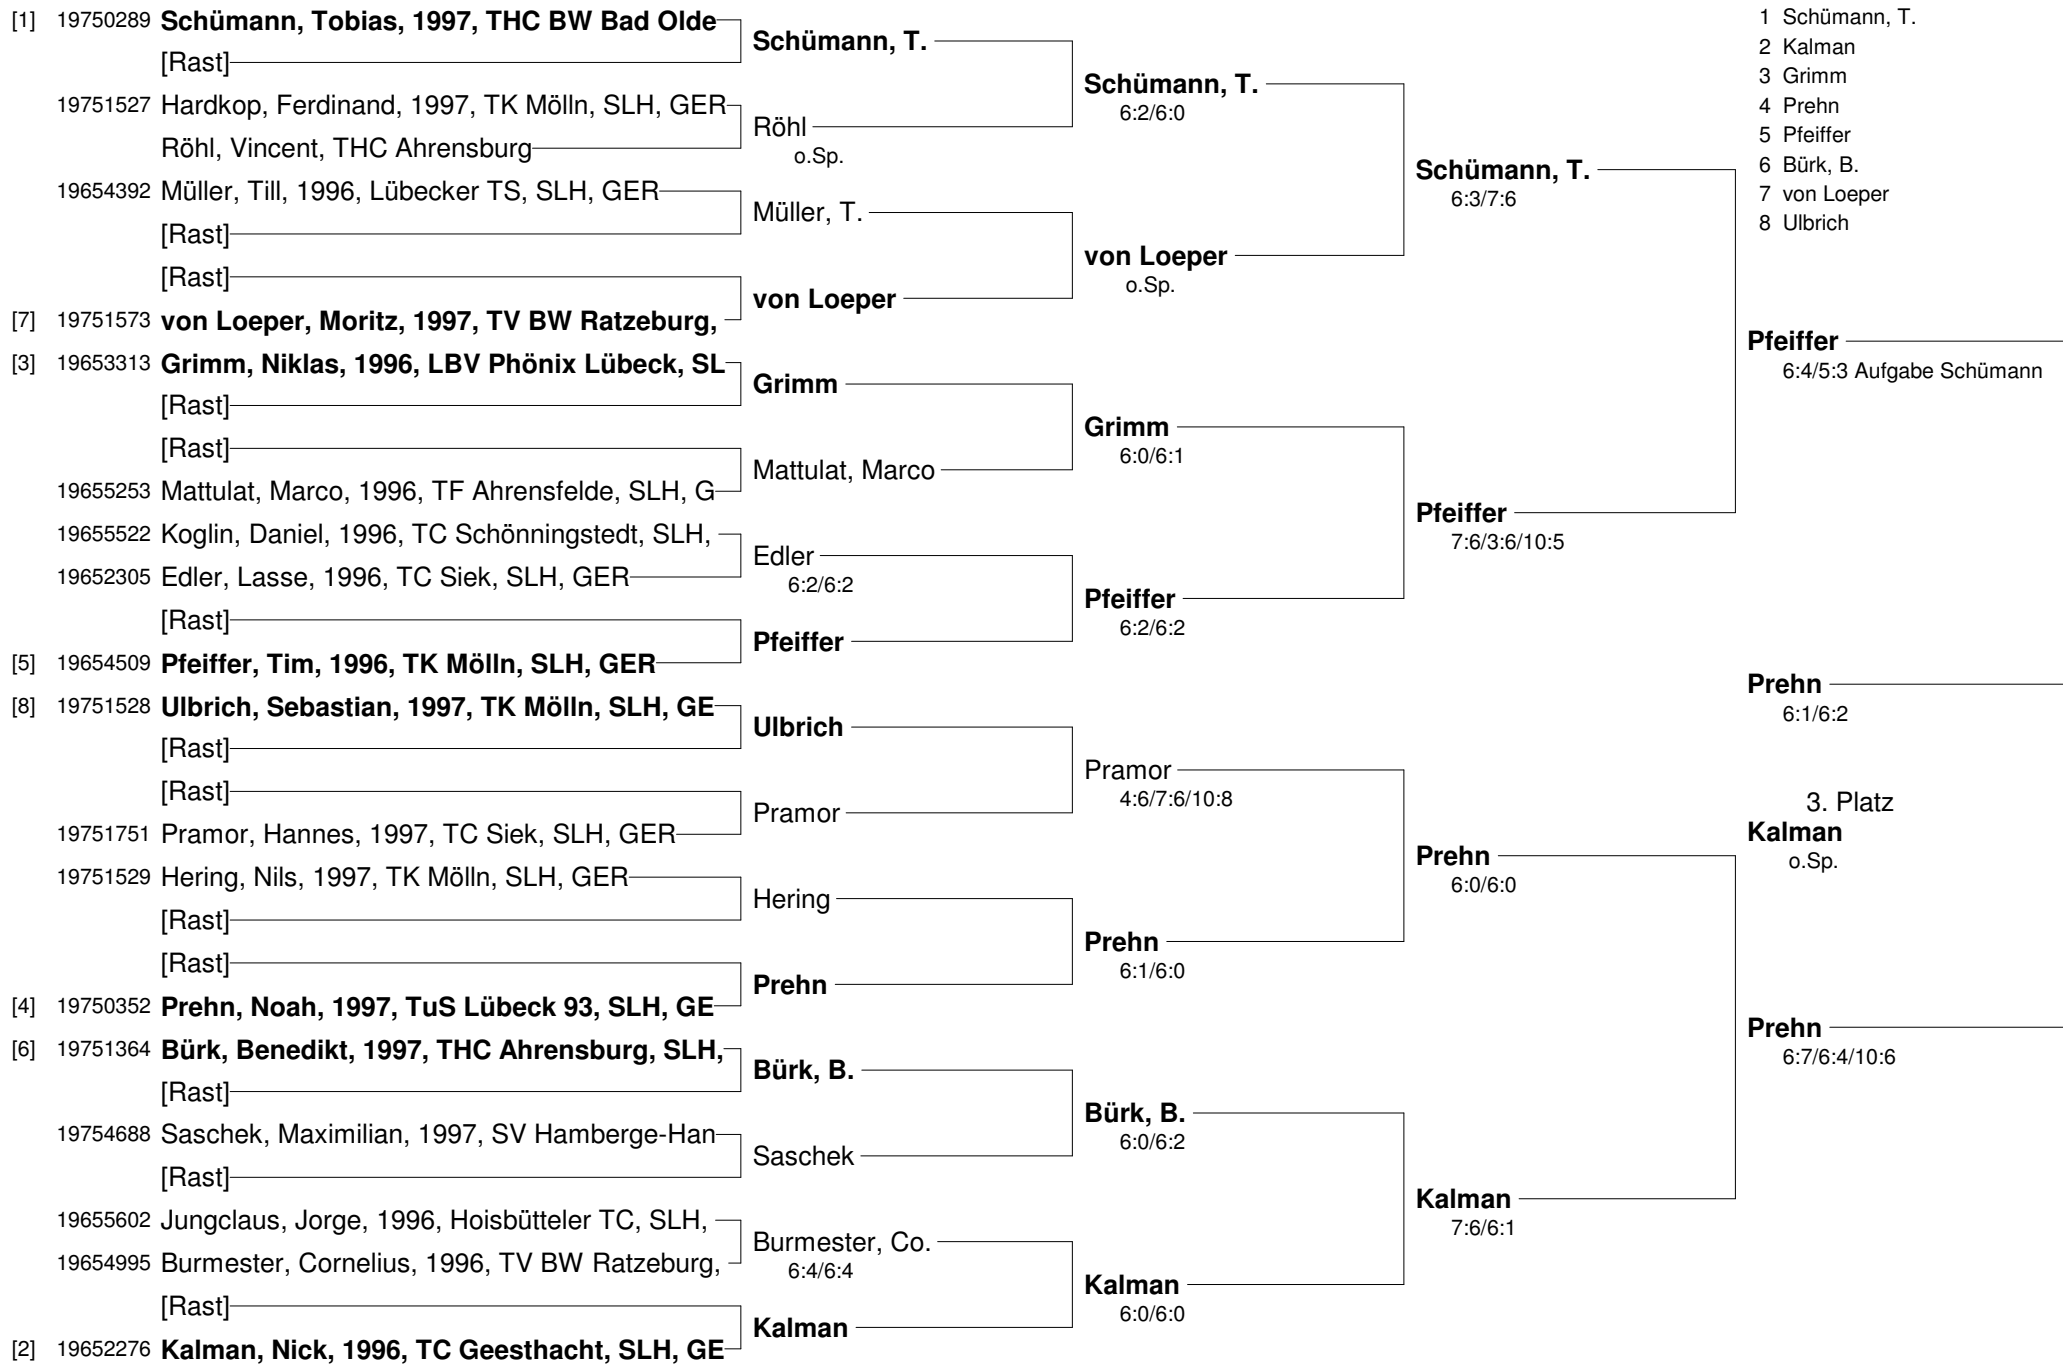 [1] 19750289 Schümann, Tobias, 1997, THC BW Bad Olde
[Rast]
19751527 Hardkop, Ferdinand, 1997, TK Mölln, SLH, GER
Röhl, Vincent, THC Ahrensburg
19654392 Müller, Till, 1996, Lübecker TS, SLH, GER
[Rast]
[Rast]
[7] 19751573 von Loeper, Moritz, 1997, TV BW Ratzeburg,
[3] 19653313 Grimm, Niklas, 1996, LBV Phönix Lübeck, SL
[Rast]
[Rast]
19655253 Mattulat, Marco, 1996, TF Ahrensfelde, SLH, G
19655522 Koglin, Daniel, 1996, TC Schönningstedt, SLH,
19652305 Edler, Lasse, 1996, TC Siek, SLH, GER
[Rast]
[5] 19654509 Pfeiffer, Tim, 1996, TK Mölln, SLH, GER
[8] 19751528 Ulbrich, Sebastian, 1997, TK Mölln, SLH, GE
[Rast]
[Rast]
19751751 Pramor, Hannes, 1997, TC Siek, SLH, GER
19751529 Hering, Nils, 1997, TK Mölln, SLH, GER
[Rast]
[Rast]
[4] 19750352 Prehn, Noah, 1997, TuS Lübeck 93, SLH, GE
[6] 19751364 Bürk, Benedikt, 1997, THC Ahrensburg, SLH,
[Rast]
19754688 Saschek, Maximilian, 1997, SV Hamberge-Han
[Rast]
19655602 Jungclaus, Jorge, 1996, Hoisbütteler TC, SLH,
19654995 Burmester, Cornelius, 1996, TV BW Ratzeburg,
[Rast]
[2] 19652276 Kalman, Nick, 1996, TC Geesthacht, SLH, GE
Schümann, T.
Röhl
o.Sp.
Müller, T.
von Loeper
Grimm
Mattulat, Marco
Edler
6:2/6:2
Pfeiffer
Ulbrich
Pramor
Hering
Prehn
Bürk, B.
Saschek
Burmester, Co.
6:4/6:4
Kalman
Schümann, T.
6:2/6:0
von Loeper
o.Sp.
Grimm
6:0/6:1
Pfeiffer
6:2/6:2
Pramor
4:6/7:6/10:8
Prehn
6:1/6:0
Bürk, B.
6:0/6:2
Kalman
6:0/6:0
Schümann, T.
6:3/7:6
Pfeiffer
7:6/3:6/10:5
Prehn
6:0/6:0
Kalman
7:6/6:1
1 Schümann, T.
2 Kalman
3 Grimm
4 Prehn
5 Pfeiffer
6 Bürk, B.
7 von Loeper
8 Ulbrich
Pfeiffer
6:4/5:3 Aufgabe Schümann
Prehn
6:1/6:2
3. Platz
Kalman
o.Sp.
Prehn
6:7/6:4/10:6